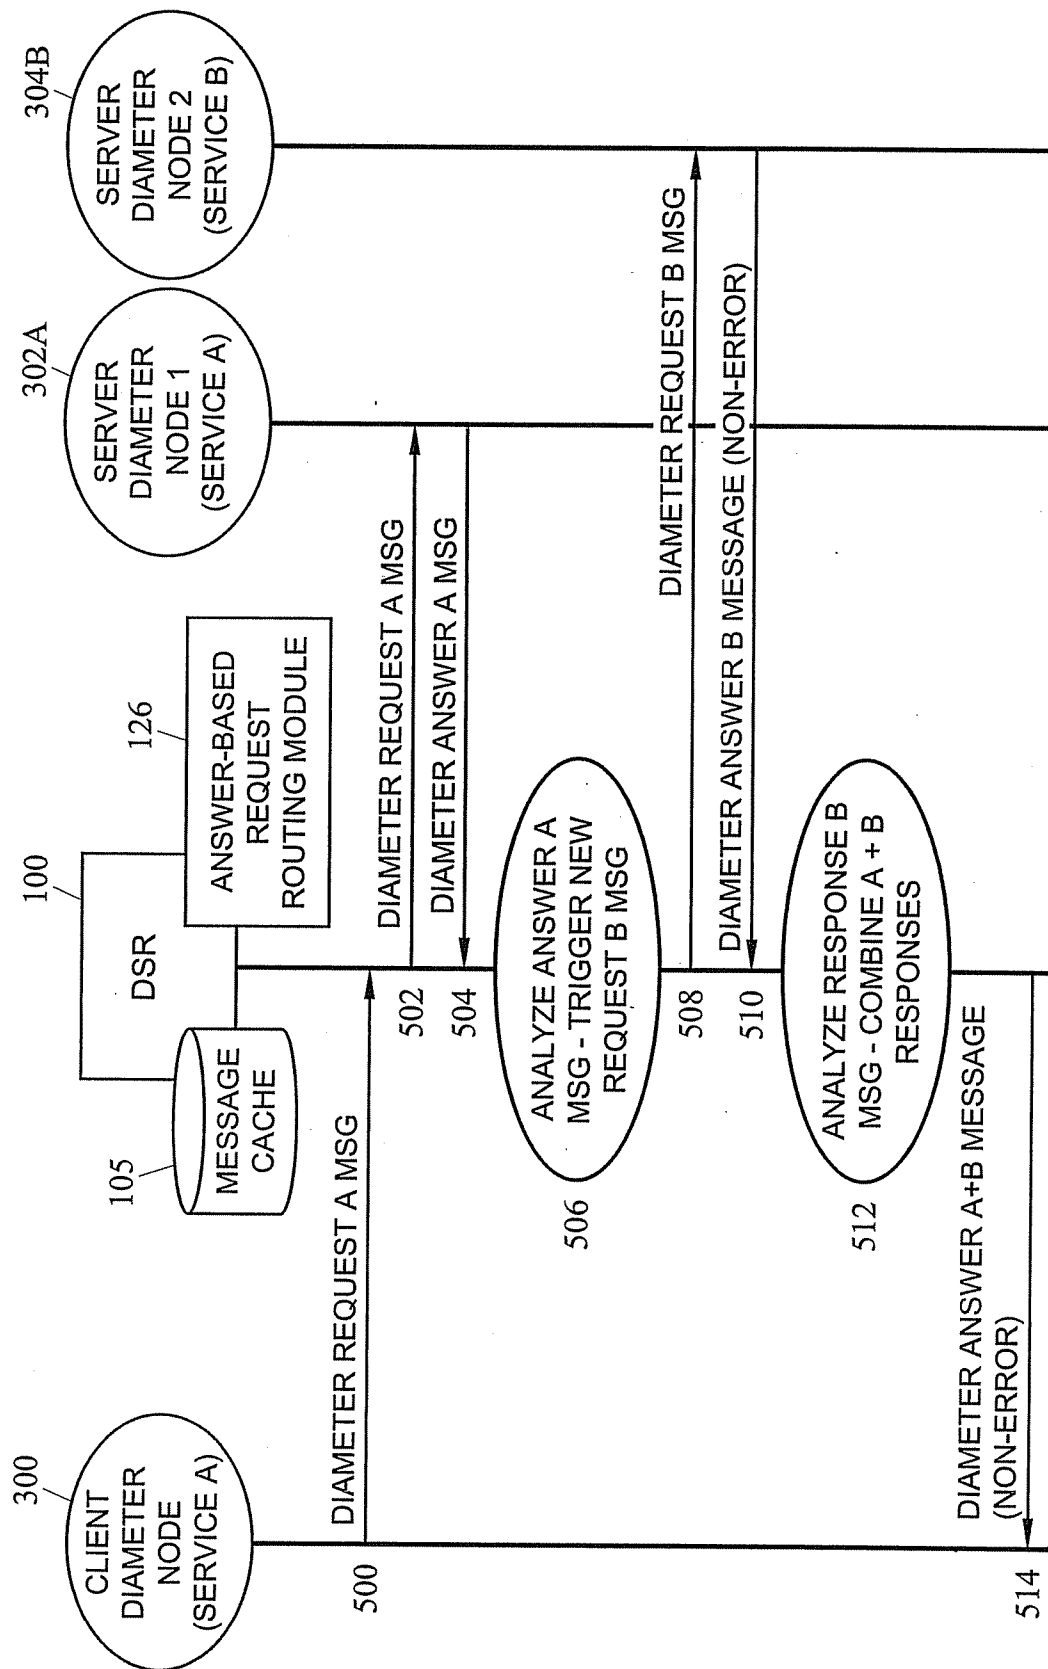 300
CLIENT
DIAMETER
NODE
(SERVICE A)
105
MESSAGE
CACHE
100
DSR
126
ANSWER-BASED
REQUEST
ROUTING MODULE
302A
SERVER
DIAMETER
NODE 1
(SERVICE A)
304B
SERVER
DIAMETER
NODE 2
(SERVICE B)
500
DIAMETER REQUEST A MSG
502
DIAMETER REQUEST A MSG
504
DIAMETER ANSWER A MSG
506
ANALYZE ANSWER A
MSG - TRIGGER NEW
REQUEST B MSG
508
DIAMETER REQUEST B MSG
510
DIAMETER ANSWER B MESSAGE (NON-ERROR)
512
ANALYZE RESPONSE B
MSG - COMBINE A + B
RESPONSES
514
DIAMETER ANSWER A+B MESSAGE
(NON-ERROR)